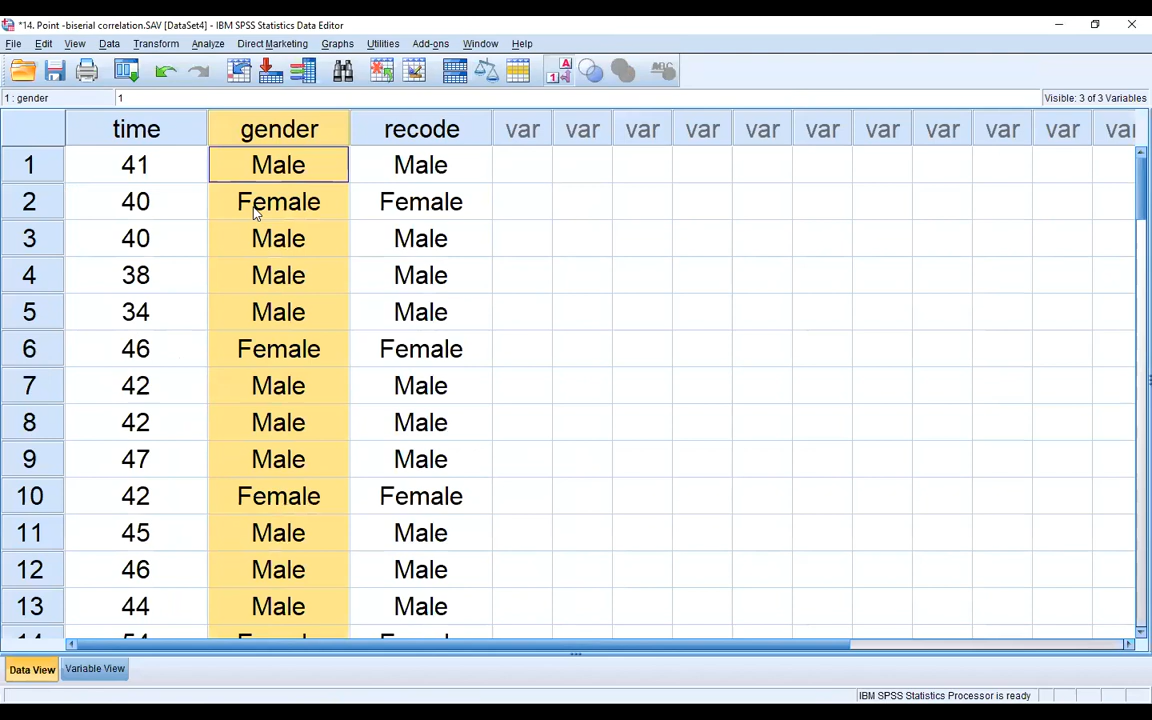 *14. Point -biserial correlation.SAV [DataSet4] - IBM SPSS Statistics Data Editor
File Edit View Data Transform Analyze Direct Marketing Graphs Utilities Add-ons Window Help
1 : gender 1 Visible: 3 of 3 Variables
time gender recode var var var var var var var var var var var
1 41 Male Male
2 40 Female Female
3 40 Male Male
4 38 Male Male
5 34 Male Male
6 46 Female Female
7 42 Male Male
8 42 Male Male
9 47 Male Male
10 42 Female Female
11 45 Male Male
12 46 Male Male
13 44 Male Male
14 54 Female Female
Data View Variable View
IBM SPSS Statistics Processor is ready